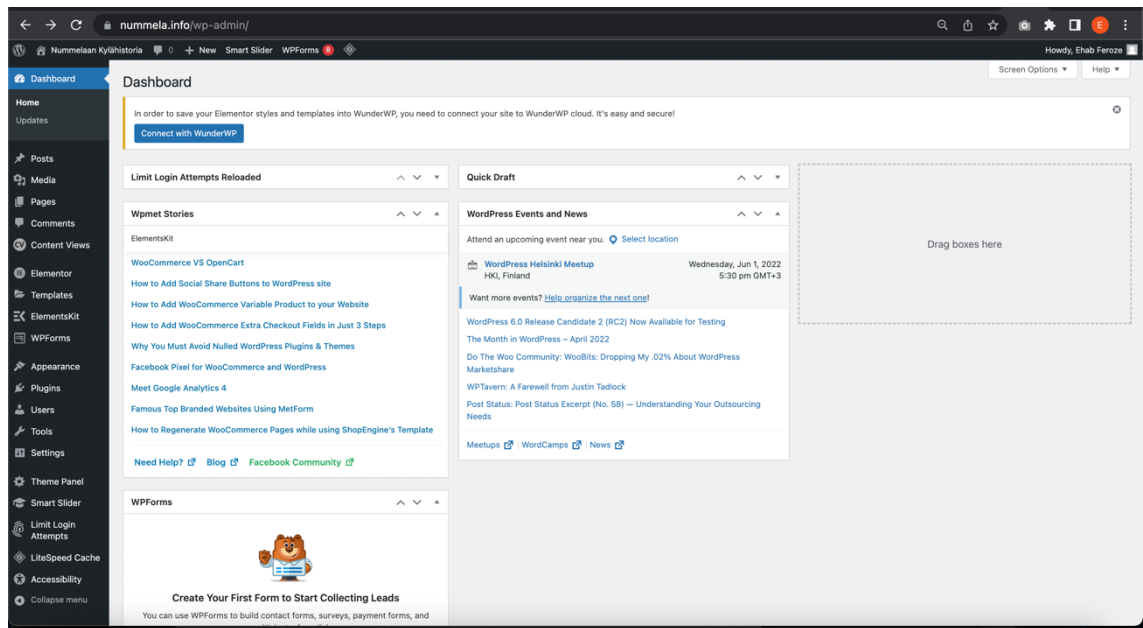 nummela.info/wp-admin/
E
Nummelaan Kylähistoria 0 + New Smart Slider WPForms 8
Howdy, Ehab Feroze
Dashboard
Home
Updates
Posts
Media
Pages
Comments
Content Views
Elementor
Templates
ElementsKit
WPForms
Appearance
Plugins
Users
Tools
Settings
Theme Panel
Smart Slider
Limit Login
Attempts
LiteSpeed Cache
Accessibility
Collapse menu
Screen Options ▼ Help ▼
Dashboard
In order to save your Elementor styles and templates into WunderWP, you need to connect your site to WunderWP cloud. It's easy and secure!
Connect with WunderWP
Limit Login Attempts Reloaded
Wpmet Stories
ElementsKit
WooCommerce VS OpenCart
How to Add Social Share Buttons to WordPress site
How to Add WooCommerce Variable Product to your Website
How to Add WooCommerce Extra Checkout Fields in Just 3 Steps
Why You Must Avoid Nulled WordPress Plugins & Themes
Facebook Pixel for WooCommerce and WordPress
Meet Google Analytics 4
Famous Top Branded Websites Using MetForm
How to Regenerate WooCommerce Pages while using ShopEngine's Template
Need Help? Blog Facebook Community
WPForms
Create Your First Form to Start Collecting Leads
You can use WPForms to build contact forms, surveys, payment forms, and
Quick Draft
WordPress Events and News
Attend an upcoming event near you. Select location
WordPress Helsinki Meetup Wednesday, Jun 1, 2022
HKI, Finland 5:30 pm GMT+3
Want more events? Help organize the next one!
WordPress 6.0 Release Candidate 2 (RC2) Now Available for Testing
The Month in WordPress – April 2022
Do The Woo Community: WooBits: Dropping My .02% About WordPress
Marketshare
WPTavern: A Farewell from Justin Tadlock
Post Status: Post Status Excerpt (No. 58) — Understanding Your Outsourcing
Needs
Meetups | WordCamps | News
Drag boxes here